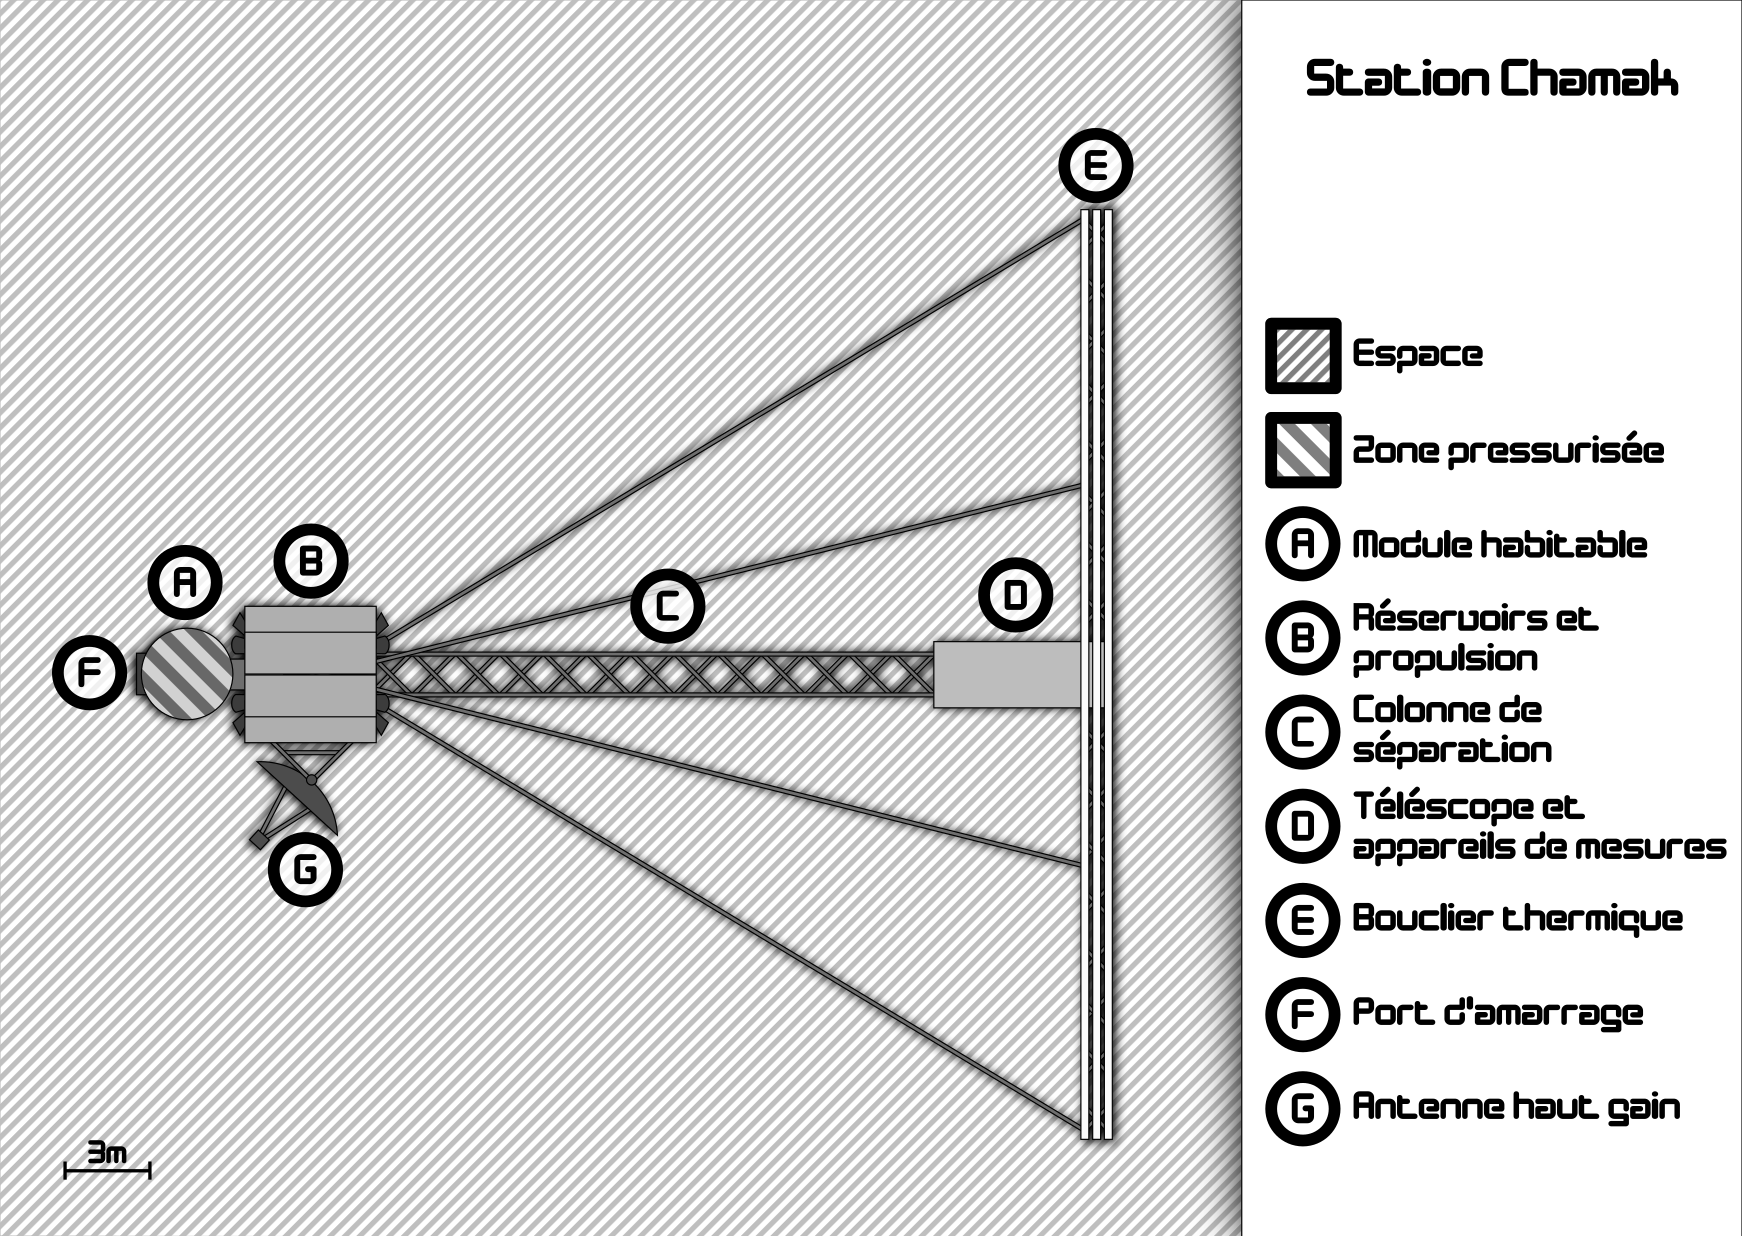 Station Chamak
E
D
C
B
A
F
G
3m
Espace
Zone pressurisée
A Module habitable
B Réservoirs et
propulsion
C Colonne de
séparation
D Téléscope et
appareils de mesures
E Bouclier thermique
F Port d'amarrage
G Antenne haut gain